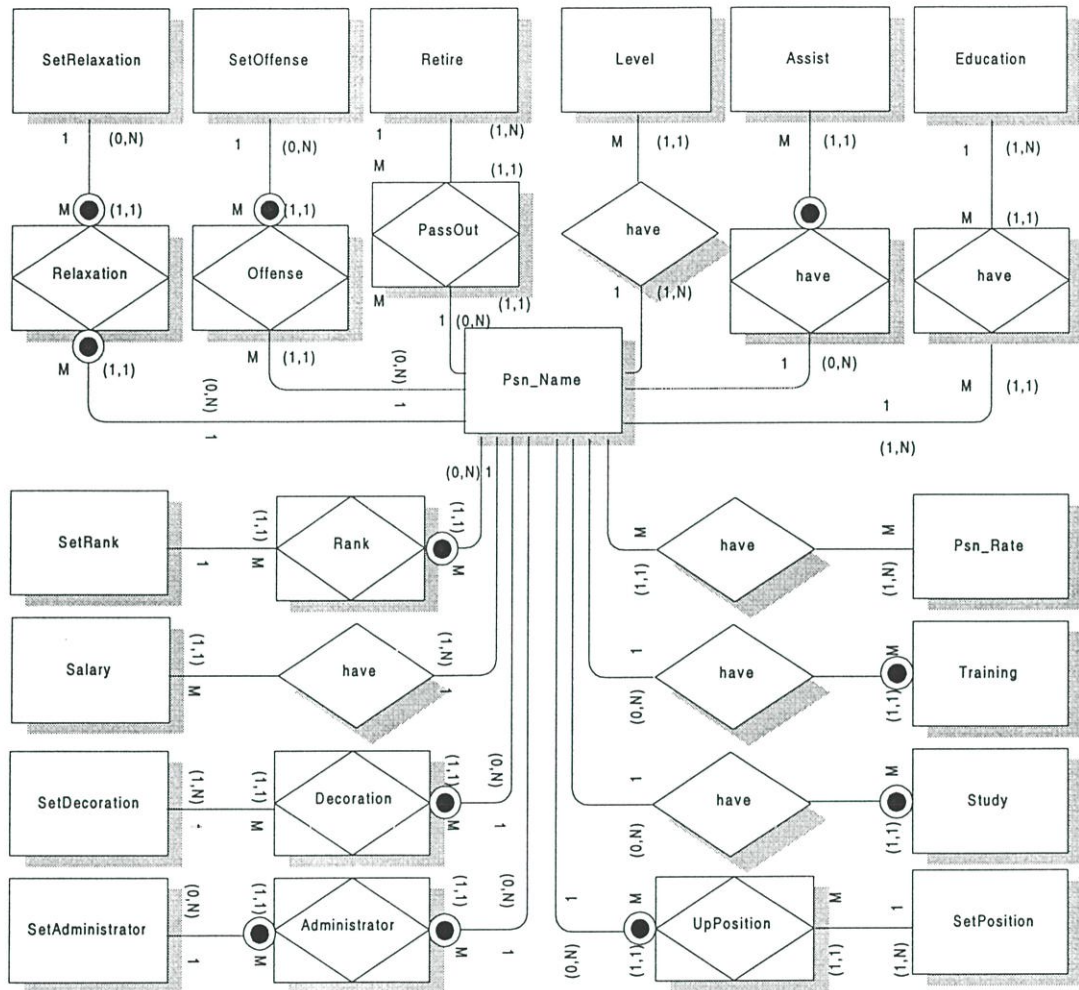 SetRelaxation SetOffense Retire Level Assist Education
1 (0,N) 1 (0,N) 1 (1,N) M (1,1) M (1,1) 1 (1,N)
M (1,1) M (1,1) M (1,1) M (1,1)
Relaxation Offense PassOut have have have
M (1,1) 1 (1,N)
M (1,1) M (1,1) 1 (0,N) 1 (0,N) M (1,1)
(0,N) 1 (0,N) 1 Psn_Name 1 (1,N)
(0,N) 1
SetRank 1 (1,1) M Rank (1,1) M
M (1,1) have M (1,N) Psn_Rate
Salary (1,1) M have (1,N) 1
1 (0,N) have M (1,1) Training
SetDecoration (1,N) 1 (1,1) M Decoration (1,1) M (0,N) 1
1 (0,N) have M (1,1) Study
SetAdministrator (0,N) 1 (1,1) M Administrator (1,1) M (0,N) 1
1 (0,N) M (1,1) UpPosition M (1,1) 1 (1,N) SetPosition